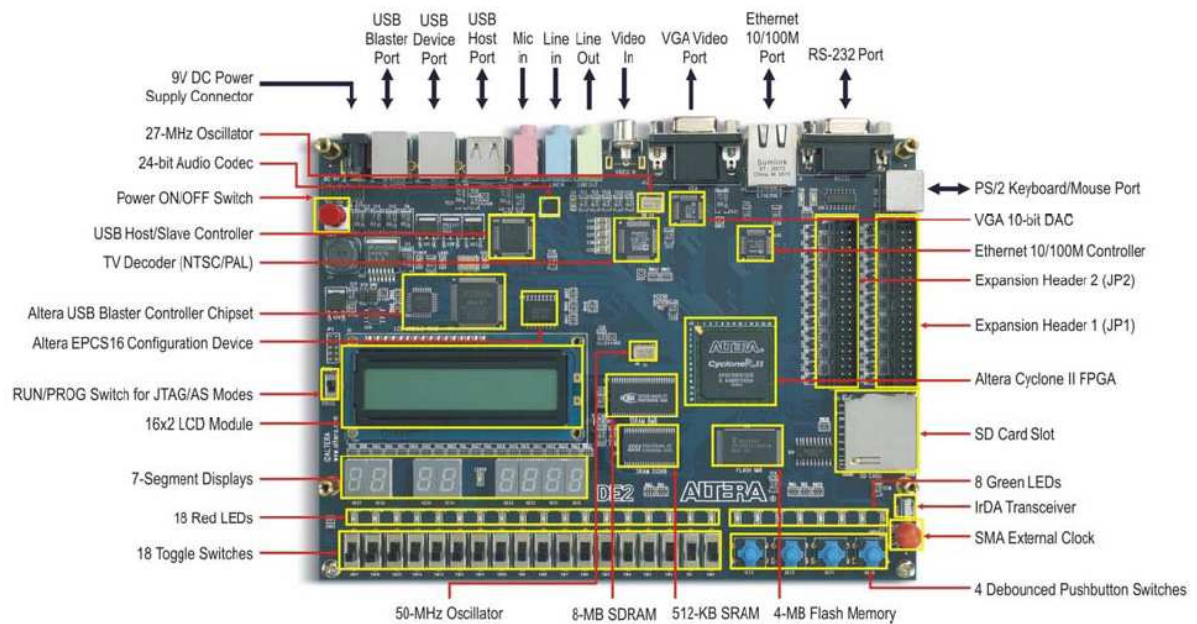 USB
Blaster
Port
USB
Device
Port
USB
Host
Port
Mic
in
Line
in
Line
Out
Video
In
VGA Video
Port
Ethernet
10/100M
Port
RS-232 Port
9V DC Power
Supply Connector
27-MHz Oscillator
24-bit Audio Codec
Power ON/OFF Switch
USB Host/Slave Controller
TV Decoder (NTSC/PAL)
Altera USB Blaster Controller Chipset
Altera EPCS16 Configuration Device
RUN/PROG Switch for JTAG/AS Modes
16x2 LCD Module
7-Segment Displays
18 Red LEDs
18 Toggle Switches
PS/2 Keyboard/Mouse Port
VGA 10-bit DAC
Ethernet 10/100M Controller
Expansion Header 2 (JP2)
Expansion Header 1 (JP1)
Altera Cyclone II FPGA
SD Card Slot
8 Green LEDs
IrDA Transceiver
SMA External Clock
4 Debounced Pushbutton Switches
50-MHz Oscillator
8-MB SDRAM
512-KB SRAM
4-MB Flash Memory
ALTERA
Cyclone II
DE2
ALTERA